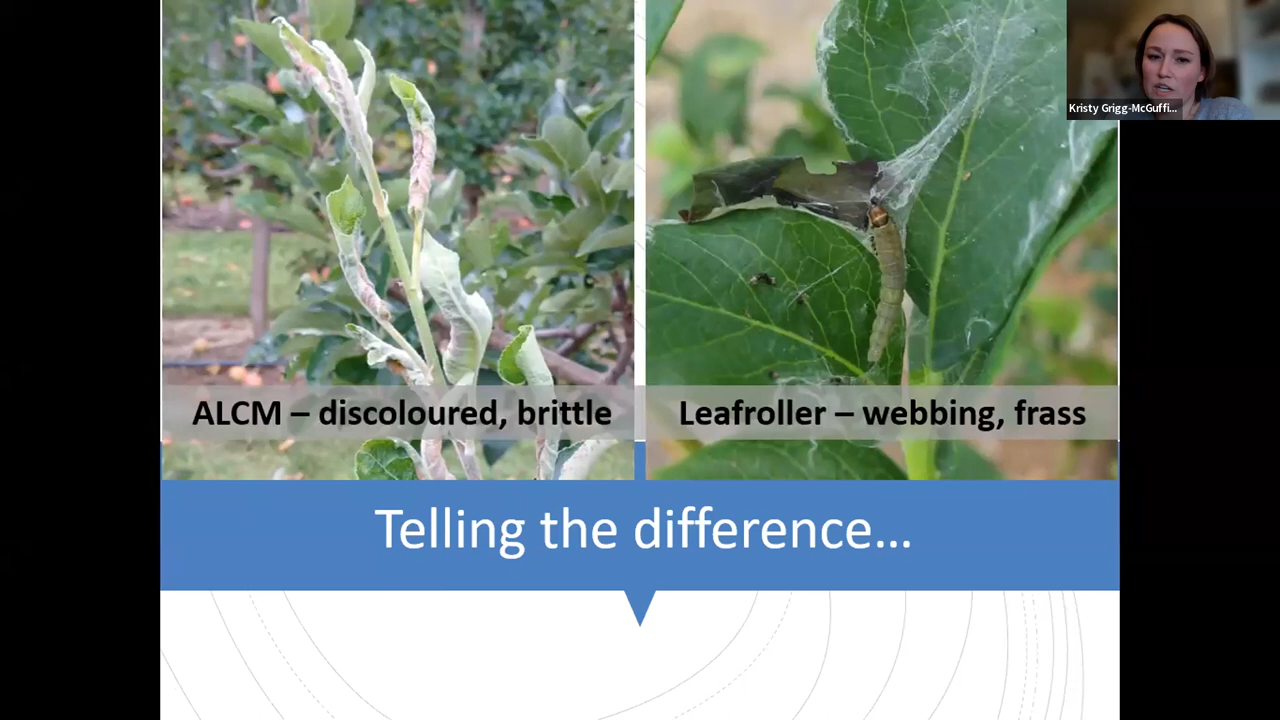 Kristy Grigg-McGuffi...
ALCM – discoloured, brittle
Leafroller – webbing, frass
Telling the difference…